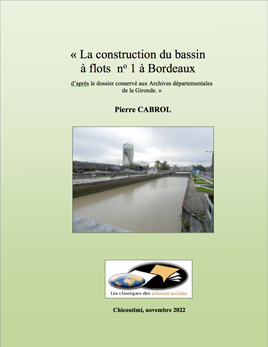 « La construction du bassin
à flots nº 1 à Bordeaux
d'après le dossier conservé aux Archives départementales
de la Gironde. »
Pierre CABROL
Les classiques des sciences sociales
Chicoutimi, novembre 2022